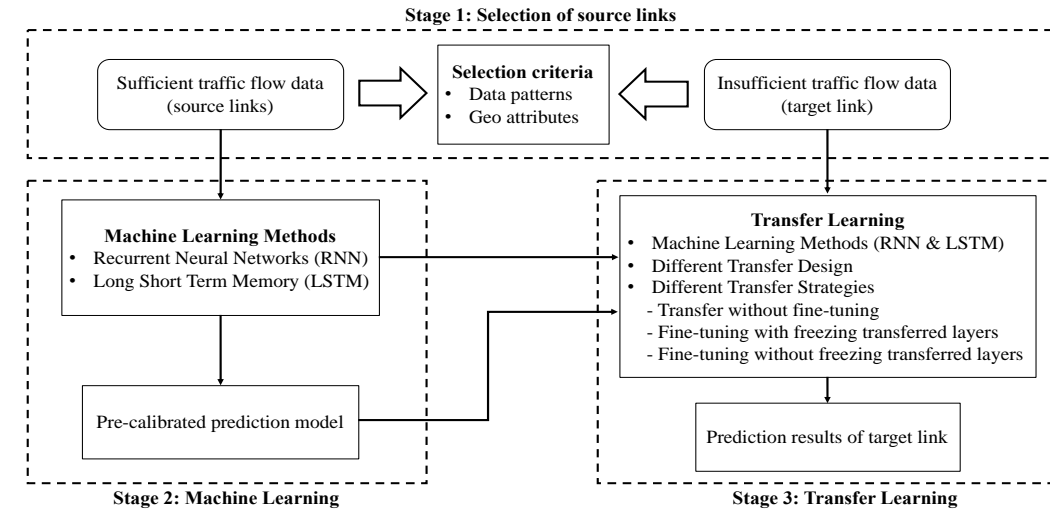 Stage 1: Selection of source links
Sufficient traffic flow data
(source links)
Selection criteria
• Data patterns
• Geo attributes
Insufficient traffic flow data
(target link)
Machine Learning Methods
• Recurrent Neural Networks (RNN)
• Long Short Term Memory (LSTM)
Pre-calibrated prediction model
Stage 2: Machine Learning
Transfer Learning
• Machine Learning Methods (RNN & LSTM)
• Different Transfer Design
• Different Transfer Strategies
- Transfer without fine-tuning
- Fine-tuning with freezing transferred layers
- Fine-tuning without freezing transferred layers
Prediction results of target link
Stage 3: Transfer Learning